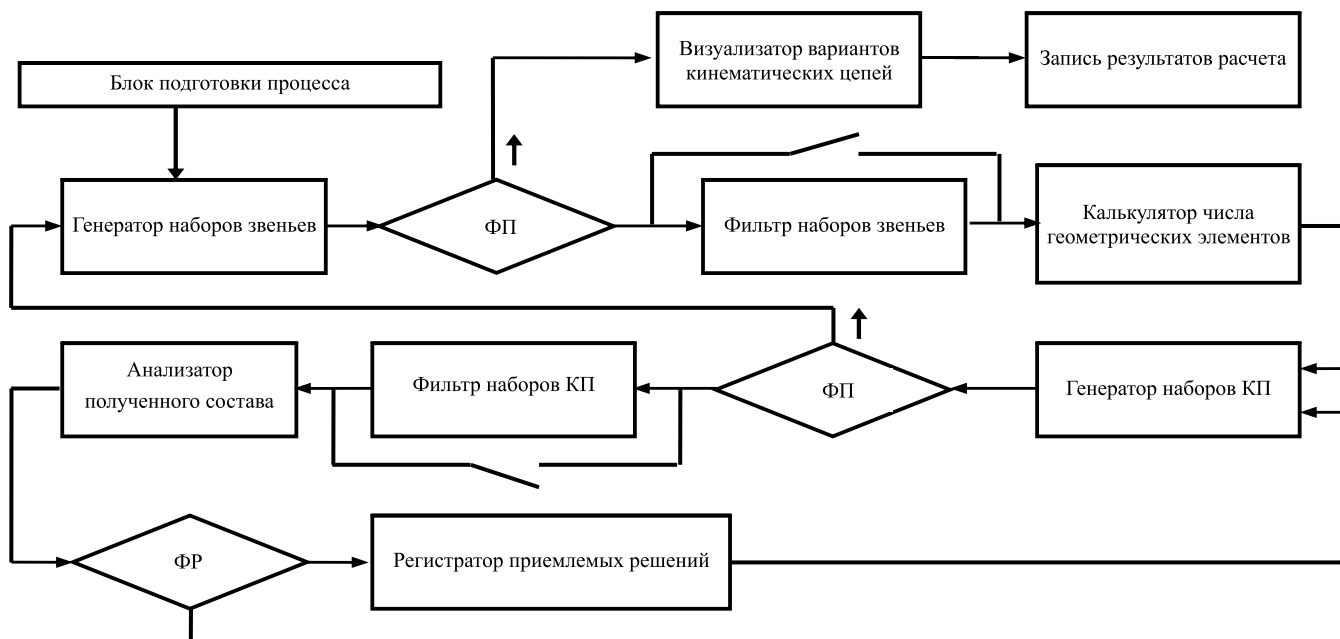 Визуализатор вариантов
кинематических цепей
Запись результатов расчета
Блок подготовки процесса
Генератор наборов звеньев
ФП
Фильтр наборов звеньев
Калькулятор числа
геометрических элементов
Анализатор
полученного состава
Фильтр наборов КП
ФП
Генератор наборов КП
ФР
Регистратор приемлемых решений